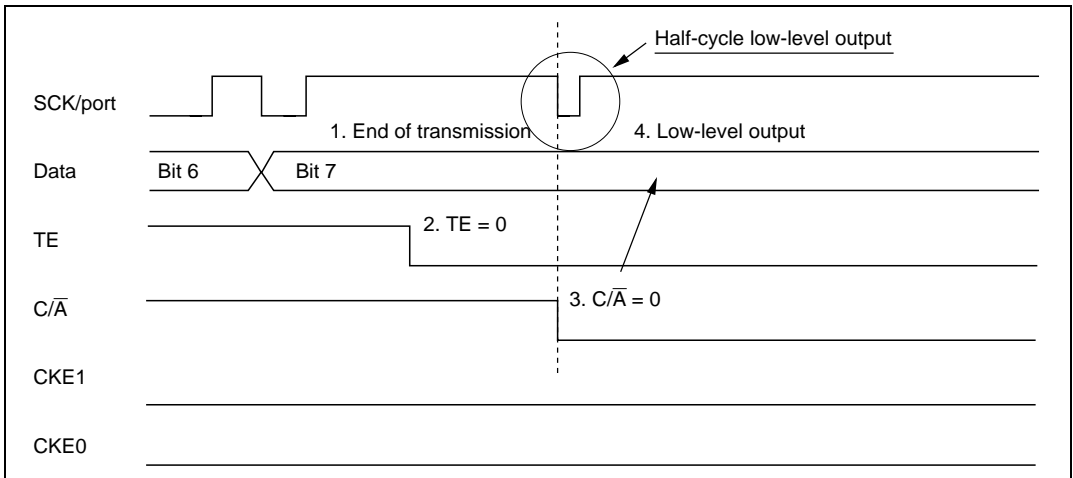 Half-cycle low-level output
SCK/port
1. End of transmission
4. Low-level output
Data
Bit 6
Bit 7
TE
2. TE = 0
C/A̅
3. C/A̅ = 0
CKE1
CKE0